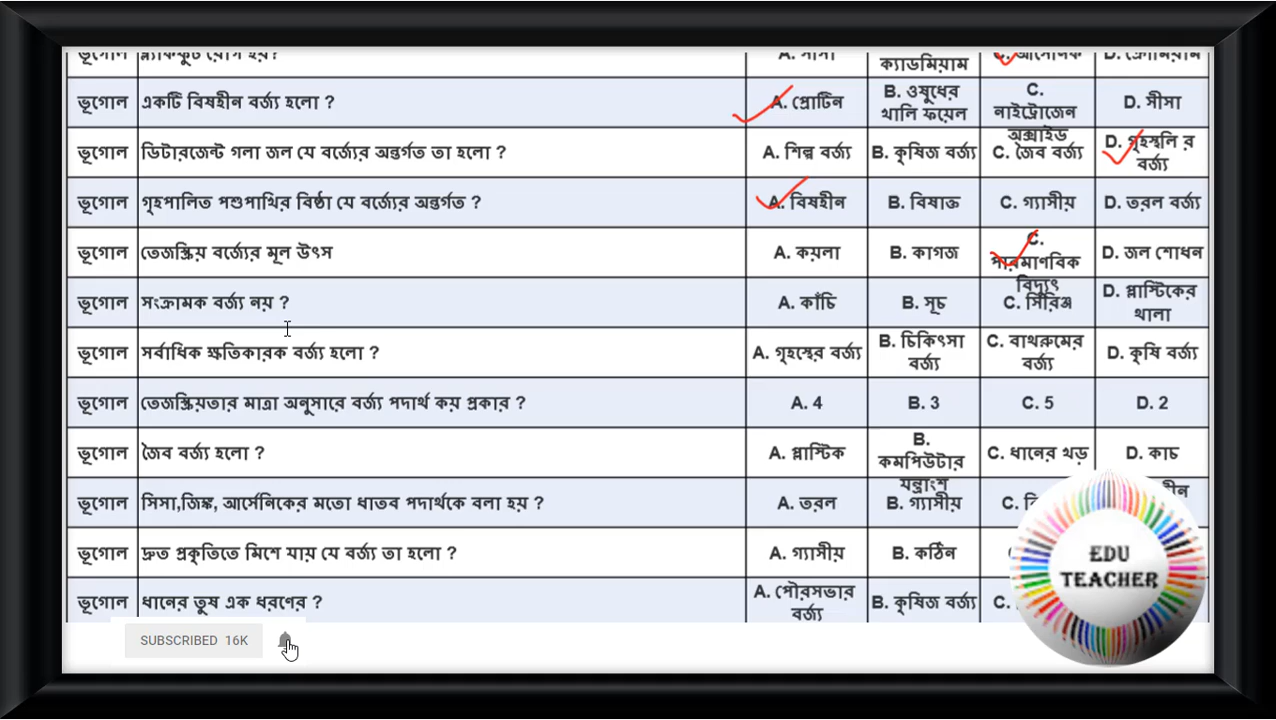 ভূগোল ব্ল্যাকফুট রোগ হয়? A. সীসা ক্যাডমিয়াম C. আর্সেনিক D. ক্রোমিয়াম
ভূগোল একটি বিষহীন বর্জ্য হলো ? A. প্রোটিন B. ওষুধের খালি ফয়েল C. নাইট্রোজেন অক্সাইড D. সীসা
ভূগোল ডিটারজেন্ট গলা জল যে বর্জ্যের অন্তর্গত তা হলো ? A. শিল্প বর্জ্য B. কৃষিজ বর্জ্য C. জৈব বর্জ্য D. গৃহস্থলি র বর্জ্য
ভূগোল গৃহপালিত পশুপাখির বিষ্ঠা যে বর্জ্যের অন্তর্গত ? A. বিষহীন B. বিষাক্ত C. গ্যাসীয় D. তরল বর্জ্য
ভূগোল তেজস্ক্রিয় বর্জ্যের মূল উৎস A. কয়লা B. কাগজ C. পারমাণবিক বিদ্যুৎ D. জল শোধন
ভূগোল সংক্রামক বর্জ্য নয় ? A. কাঁচি B. সূচ C. সিরিঞ্জ D. প্লাস্টিকের থালা
ভূগোল সর্বাধিক ক্ষতিকারক বর্জ্য হলো ? A. গৃহস্থের বর্জ্য B. চিকিৎসা বর্জ্য C. বাথরুমের বর্জ্য D. কৃষি বর্জ্য
ভূগোল তেজস্ক্রিয়তার মাত্রা অনুসারে বর্জ্য পদার্থ কয় প্রকার ? A. 4 B. 3 C. 5 D. 2
ভূগোল জৈব বর্জ্য হলো ? A. প্লাস্টিক B. কমপিউটার যন্ত্রাংশ C. ধানের খড় D. কাচ
ভূগোল সিসা,জিঙ্ক, আর্সেনিকের মতো ধাতব পদার্থকে বলা হয় ? A. তরল B. গ্যাসীয় C.
ভূগোল দ্রুত প্রকৃতিতে মিশে যায় যে বর্জ্য তা হলো ? A. গ্যাসীয় B. কঠিন
ভূগোল ধানের তুষ এক ধরণের ? A. পৌরসভার বর্জ্য B. কৃষিজ বর্জ্য C.
EDU
TEACHER
SUBSCRIBED 16K